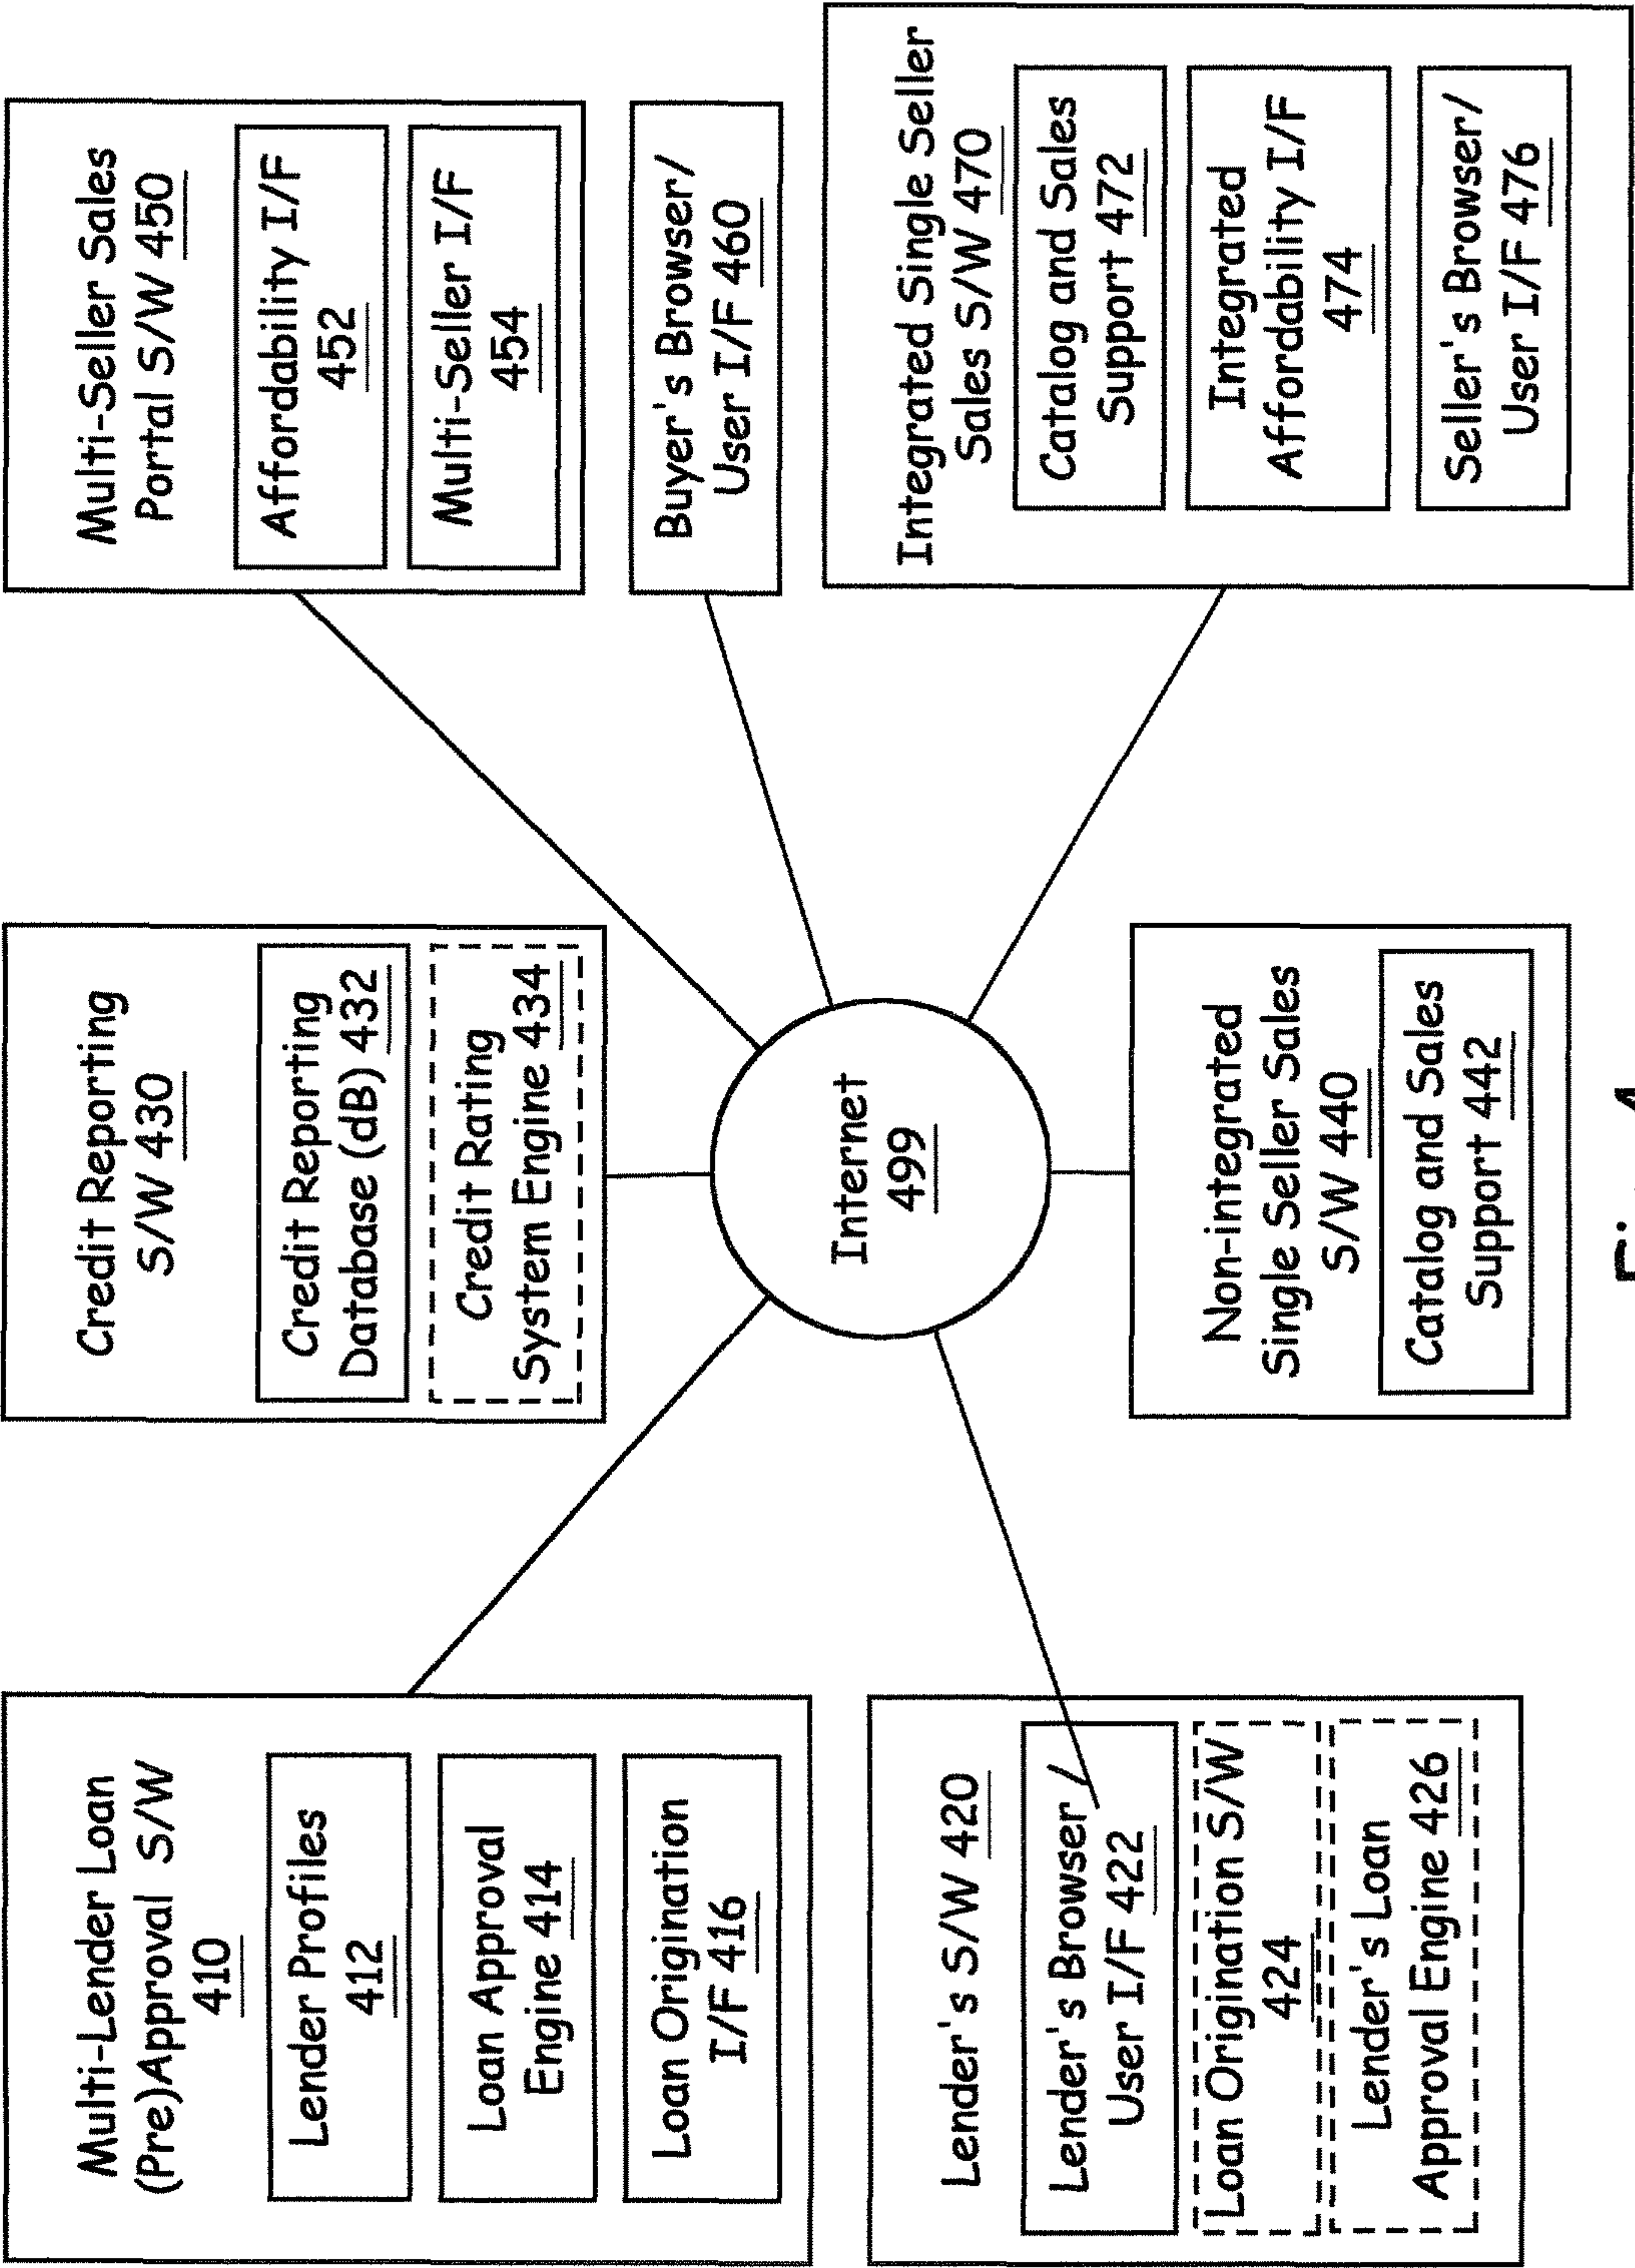 Multi-Lender Loan
(Pre)Approval S/W
410
Lender Profiles
412
Loan Approval
Engine 414
Loan Origination
I/F 416
Credit Reporting
S/W 430
Credit Reporting
Database (dB) 432
Credit Rating
System Engine 434
Multi-Seller Sales
Portal S/W 450
Affordability I/F
452
Multi-Seller I/F
454
Buyer's Browser/
User I/F 460
Internet
499
Lender's S/W 420
Lender's Browser /
User I/F 422
Loan Origination S/W
424
Lender's Loan
Approval Engine 426
Non-integrated
Single Seller Sales
S/W 440
Catalog and Sales
Support 442
Integrated Single Seller
Sales S/W 470
Catalog and Sales
Support 472
Integrated
Affordability I/F
474
Seller's Browser/
User I/F 476